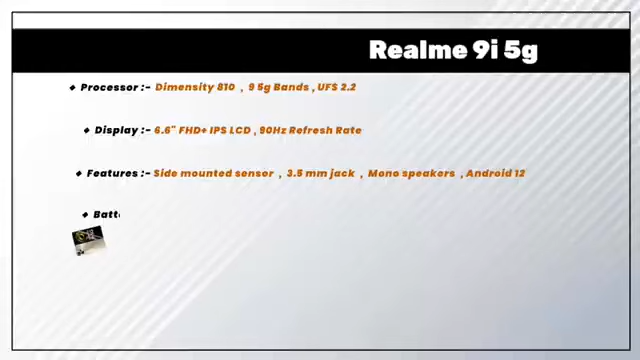 Realme 9i 5g
◆ Processor :- Dimensity 810 , 9 5g Bands , UFS 2.2
◆ Display :- 6.6" FHD+ IPS LCD , 90Hz Refresh Rate
◆ Features :- Side mounted sensor , 3.5 mm jack , Mono speakers , Android 12
◆ Batt